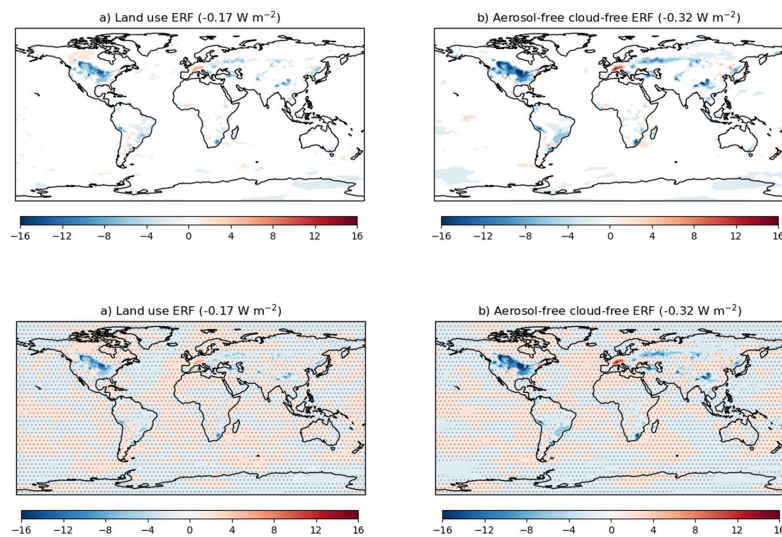 a) Land use ERF (-0.17 W m−2)
b) Aerosol-free cloud-free ERF (-0.32 W m−2)
−16 −12 −8 −4 0 4 8 12 16
−16 −12 −8 −4 0 4 8 12 16
a) Land use ERF (-0.17 W m−2)
b) Aerosol-free cloud-free ERF (-0.32 W m−2)
−16 −12 −8 −4 0 4 8 12 16
−16 −12 −8 −4 0 4 8 12 16